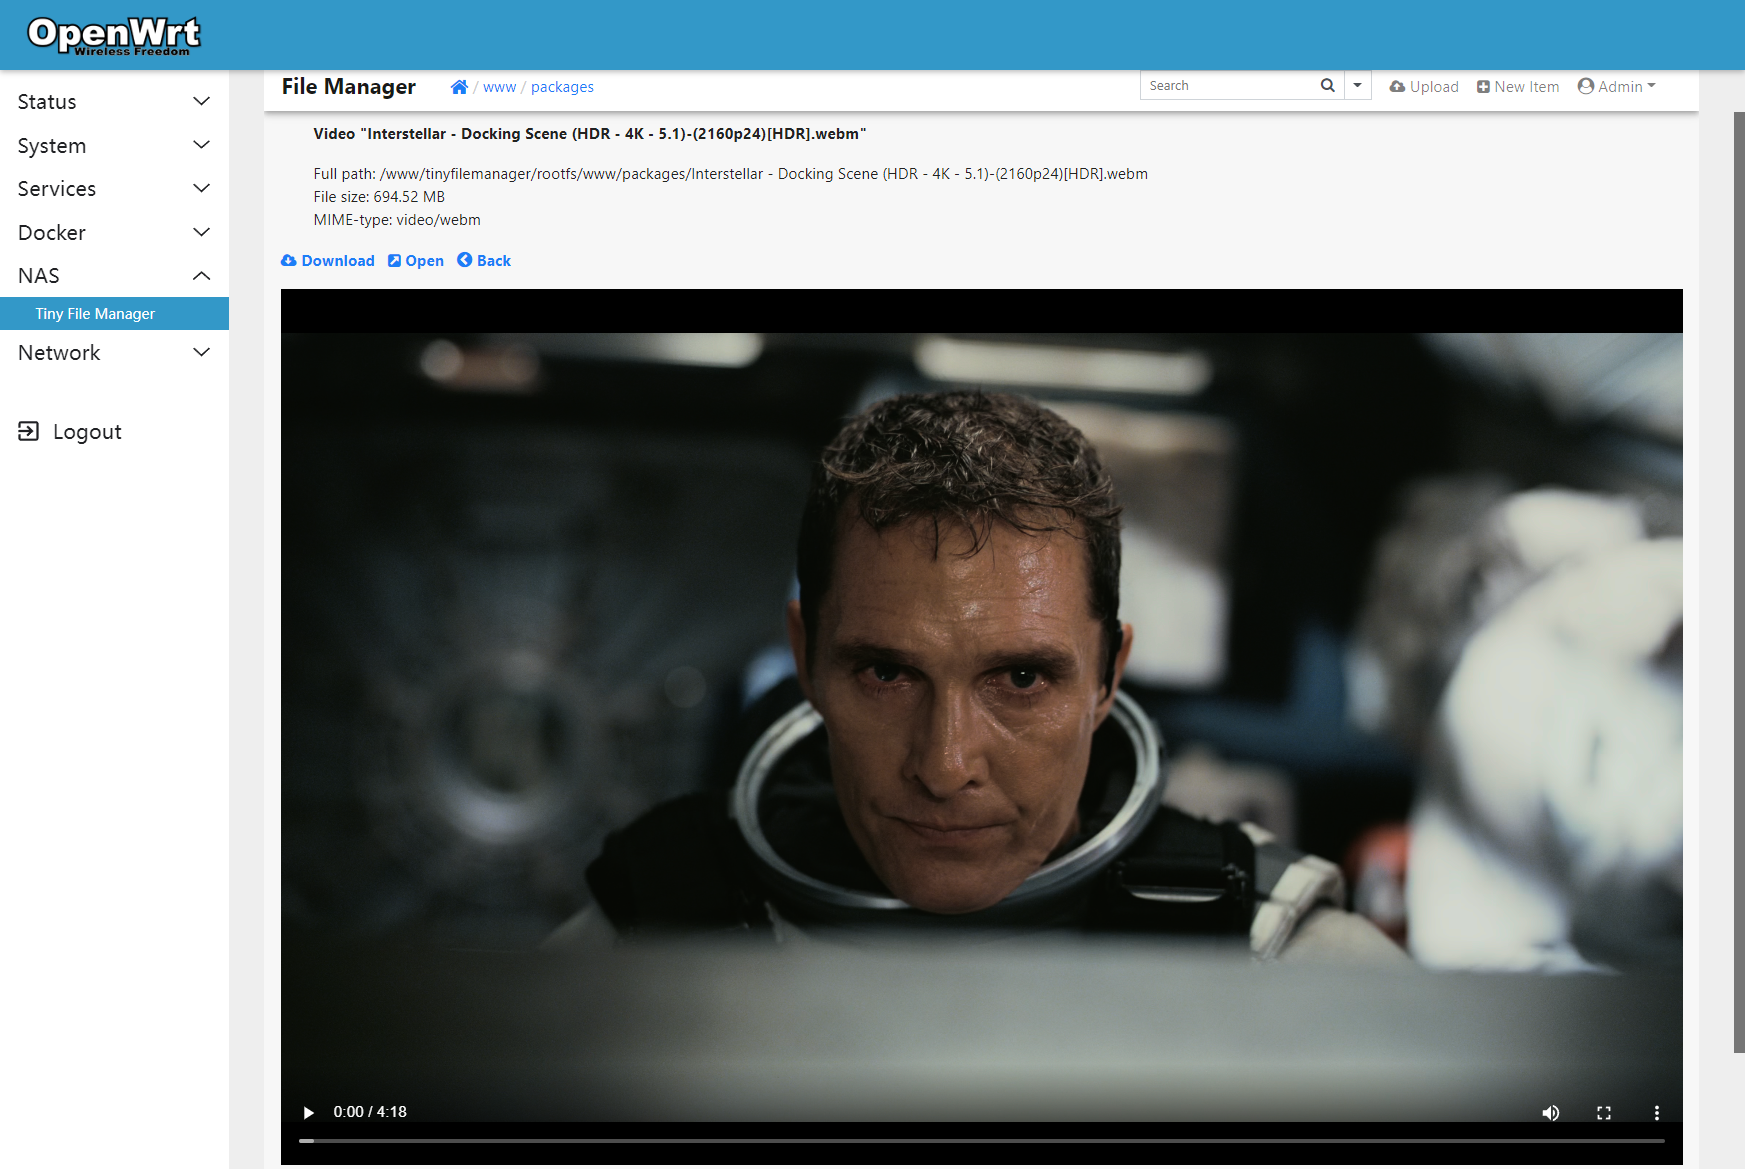 OpenWrt
Wireless Freedom
Status
System
Services
Docker
NAS
Tiny File Manager
Network
Logout
File Manager / www / packages Search Upload New Item Admin
Video "Interstellar - Docking Scene (HDR - 4K - 5.1)-(2160p24)[HDR].webm"
Full path: /www/tinyfilemanager/rootfs/www/packages/Interstellar - Docking Scene (HDR - 4K - 5.1)-(2160p24)[HDR].webm
File size: 694.52 MB
MIME-type: video/webm
Download Open Back
0:00 / 4:18